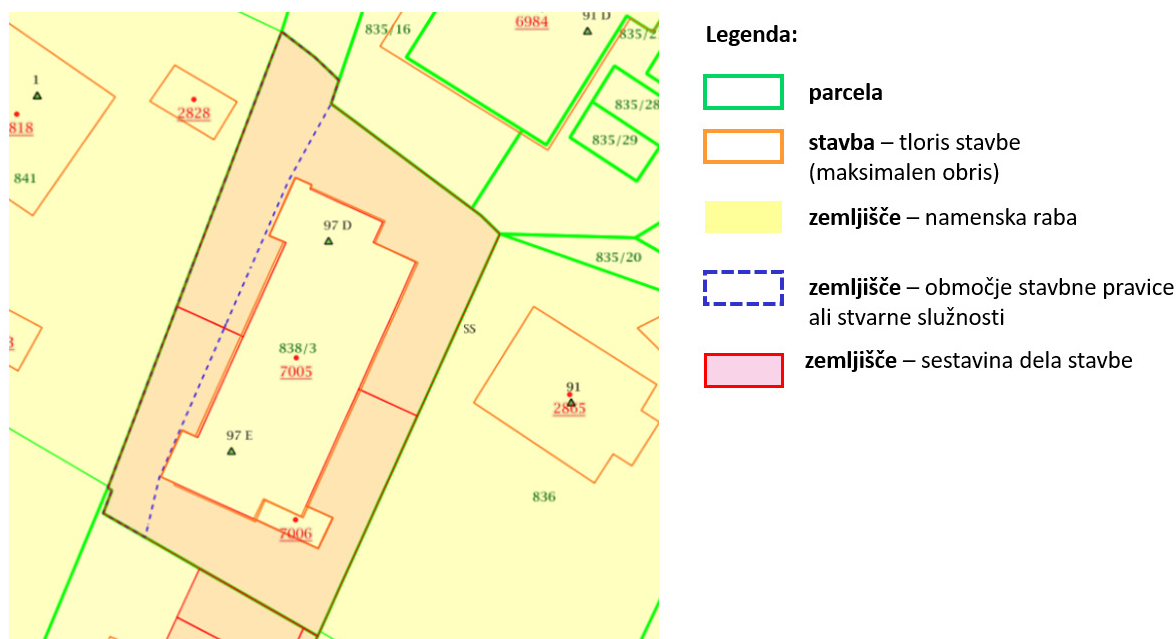 835/16
6984
91 D
1
2828
818
841
835/28
835/29
97 D
835/20
SS
838/3
7005
91
2865
97 E
836
7006
Legenda:
parcela
stavba – tloris stavbe
(maksimalen obris)
zemljišče – namenska raba
zemljišče – območje stavbne pravice
ali stvarne služnosti
zemljišče – sestavina dela stavbe